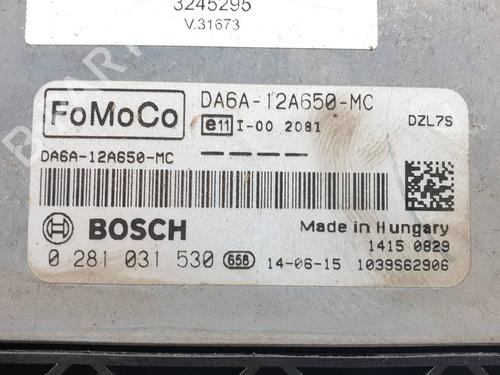 3245295
V.31673
FoMoCo
DA6A-12A650-MC
e11 I-00 2081
DZL7S
DA6A-12A650-MC
BOSCH
Made in Hungary
1415 0829
0 281 031 530 658 14-06-15 1039S62906